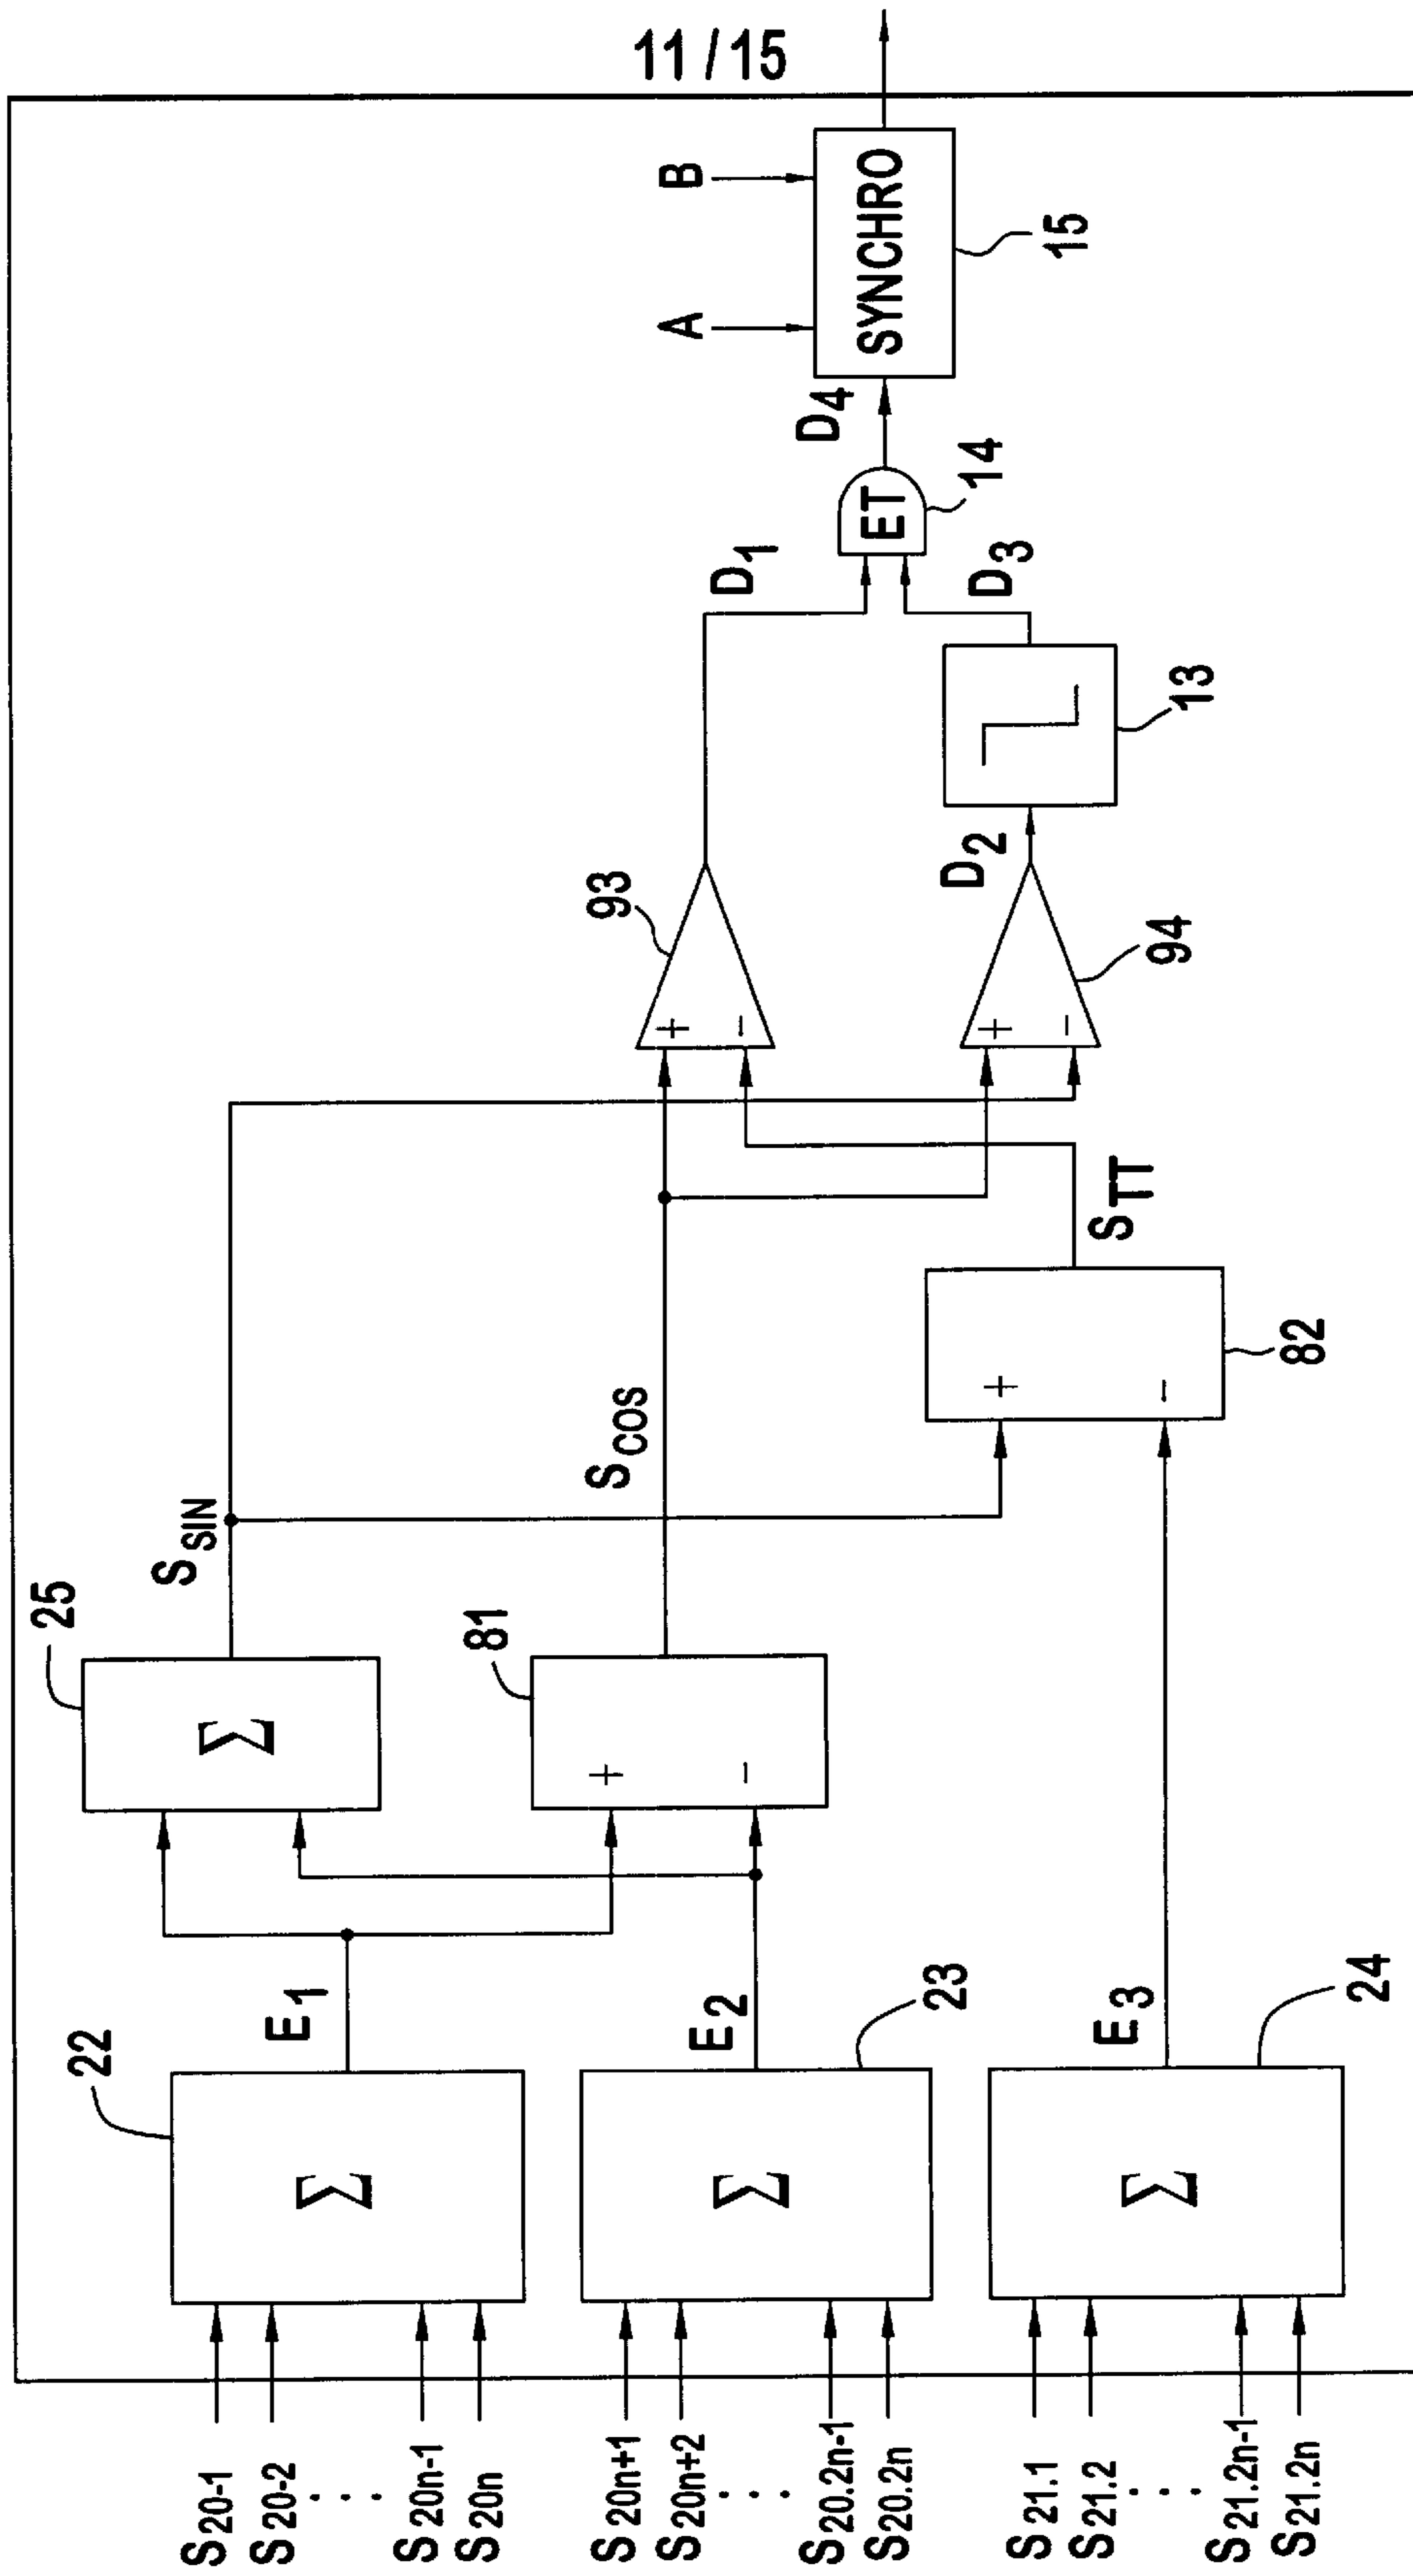 11 / 15
A
B
SYNCHRO
15
D4
ET
14
D1
D3
13
D2
93
94
+
-
+
-
STT
82
+
-
SSIN
SCOS
25
Σ
81
+
-
E1
E2
E3
22
Σ
23
Σ
24
Σ
S20-1
S20-2
. . .
S20n-1
S20n
S20n+1
S20n+2
. . .
S20.2n-1
S20.2n
S21.1
S21.2
. . .
S21.2n-1
S21.2n